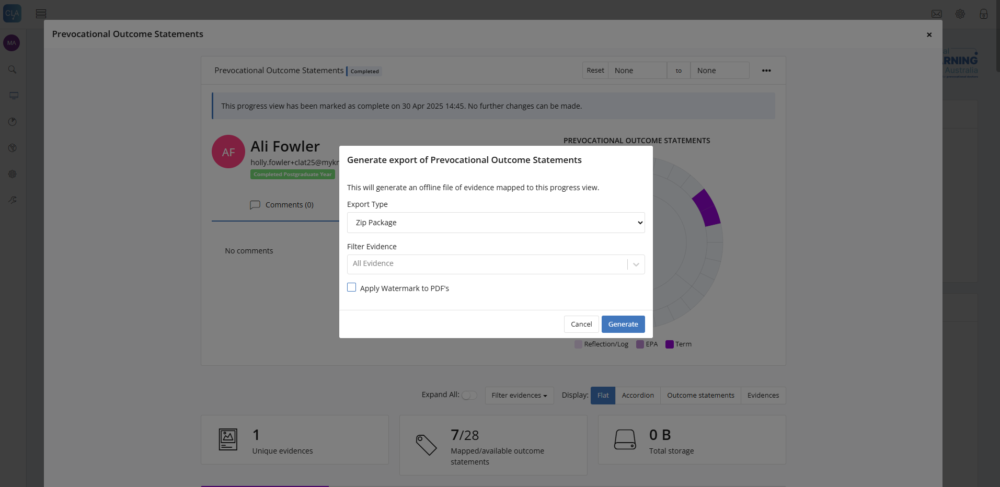 CLA
Prevocational Outcome Statements
×
MA
al
RNING
Australia
Prevocational Outcome Statements
Completed
Reset
None
to
None
•••
This progress view has been marked as complete on 30 Apr 2025 14:45. No further changes can be made.
AF
Ali Fowler
holly.fowler+clat25@mykn
Completed Postgraduate Year
PREVOCATIONAL OUTCOME STATEMENTS
Comments (0)
No comments
Generate export of Prevocational Outcome Statements
This will generate an offline file of evidence mapped to this progress view.
Export Type
Zip Package
Filter Evidence
All Evidence
Apply Watermark to PDF's
Cancel
Generate
Reflection/Log
EPA
Term
Expand All:
Filter evidences
Display:
Flat
Accordion
Outcome statements
Evidences
1
Unique evidences
7/28
Mapped/available outcome
statements
0 B
Total storage